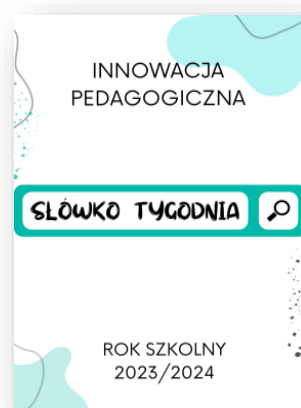 INNOWACJA
PEDAGOGICZNA
SŁÓWKO TYGODNIA
ROK SZKOLNY
2023/2024